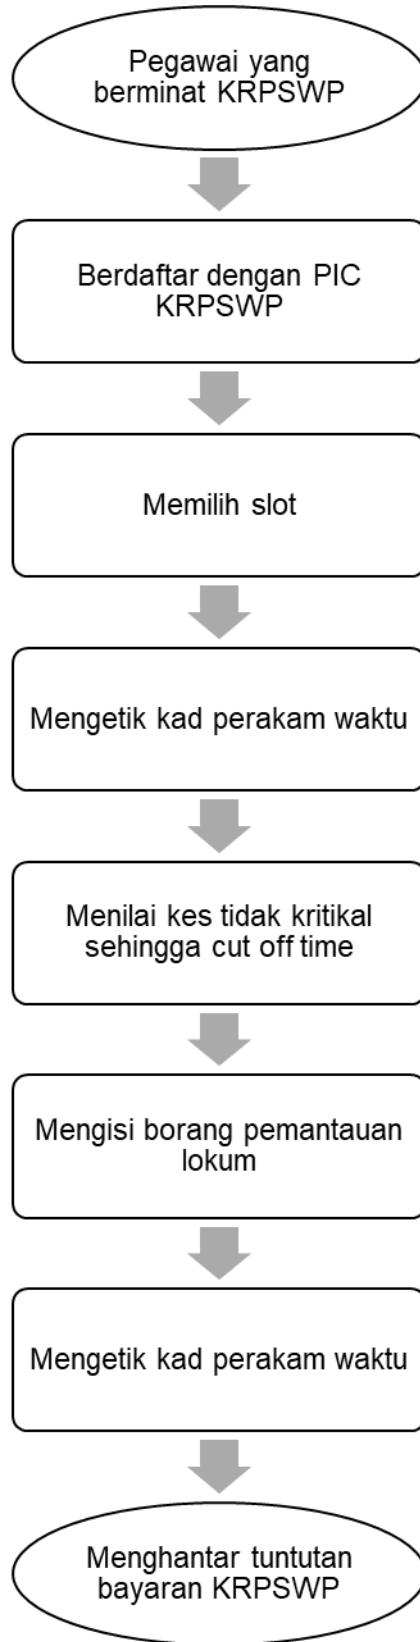 Pegawai yang
berminat KRPSWP
Berdaftar dengan PIC
KRPSWP
Memilih slot
Mengetik kad perakam waktu
Menilai kes tidak kritikal
sehingga cut off time
Mengisi borang pemantauan
lokum
Mengetik kad perakam waktu
Menghantar tuntutan
bayaran KRPSWP